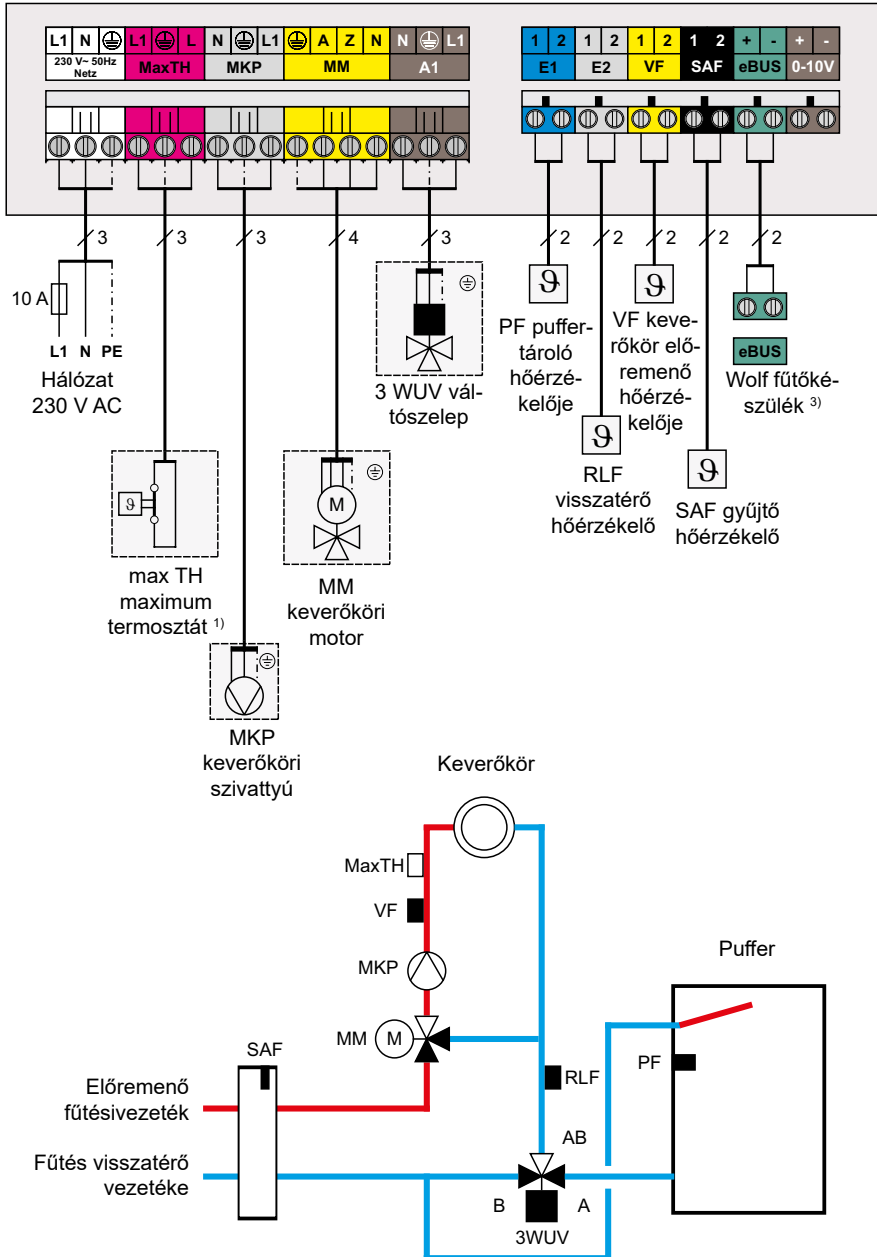 L1 N L1 L N L1 A Z N N L1
230 V~ 50Hz
Netz
MaxTH MKP MM A1
1 2 1 2 1 2 1 2 + - + -
E1 E2 VF SAF eBUS 0-10V
3 3 3 4 3 2 2 2 2 2
10 A
L1 N PE
Hálózat
230 V AC
3 WUV vál-
tószelep
ϑ
PF puffer-
tároló
hőérzé-
kelője
ϑ
VF keve-
rőkör elő-
remenő
hőérzé-
kelője
eBUS
Wolf fűtőké-
szülék 3)
ϑ
RLF
visszatérő
hőérzékelő
ϑ
SAF gyűjtő
hőérzékelő
ϑ
max TH
maximum
termosztát 1)
M
MM
keverőköri
motor
MKP
keverőköri
szivattyú
Keverőkör
MaxTH
VF
MKP
Puffer
MM M
SAF
RLF
PF
Előremenő
fűtésivezeték
AB
Fűtés visszatérő
vezetéke
B A
3WUV